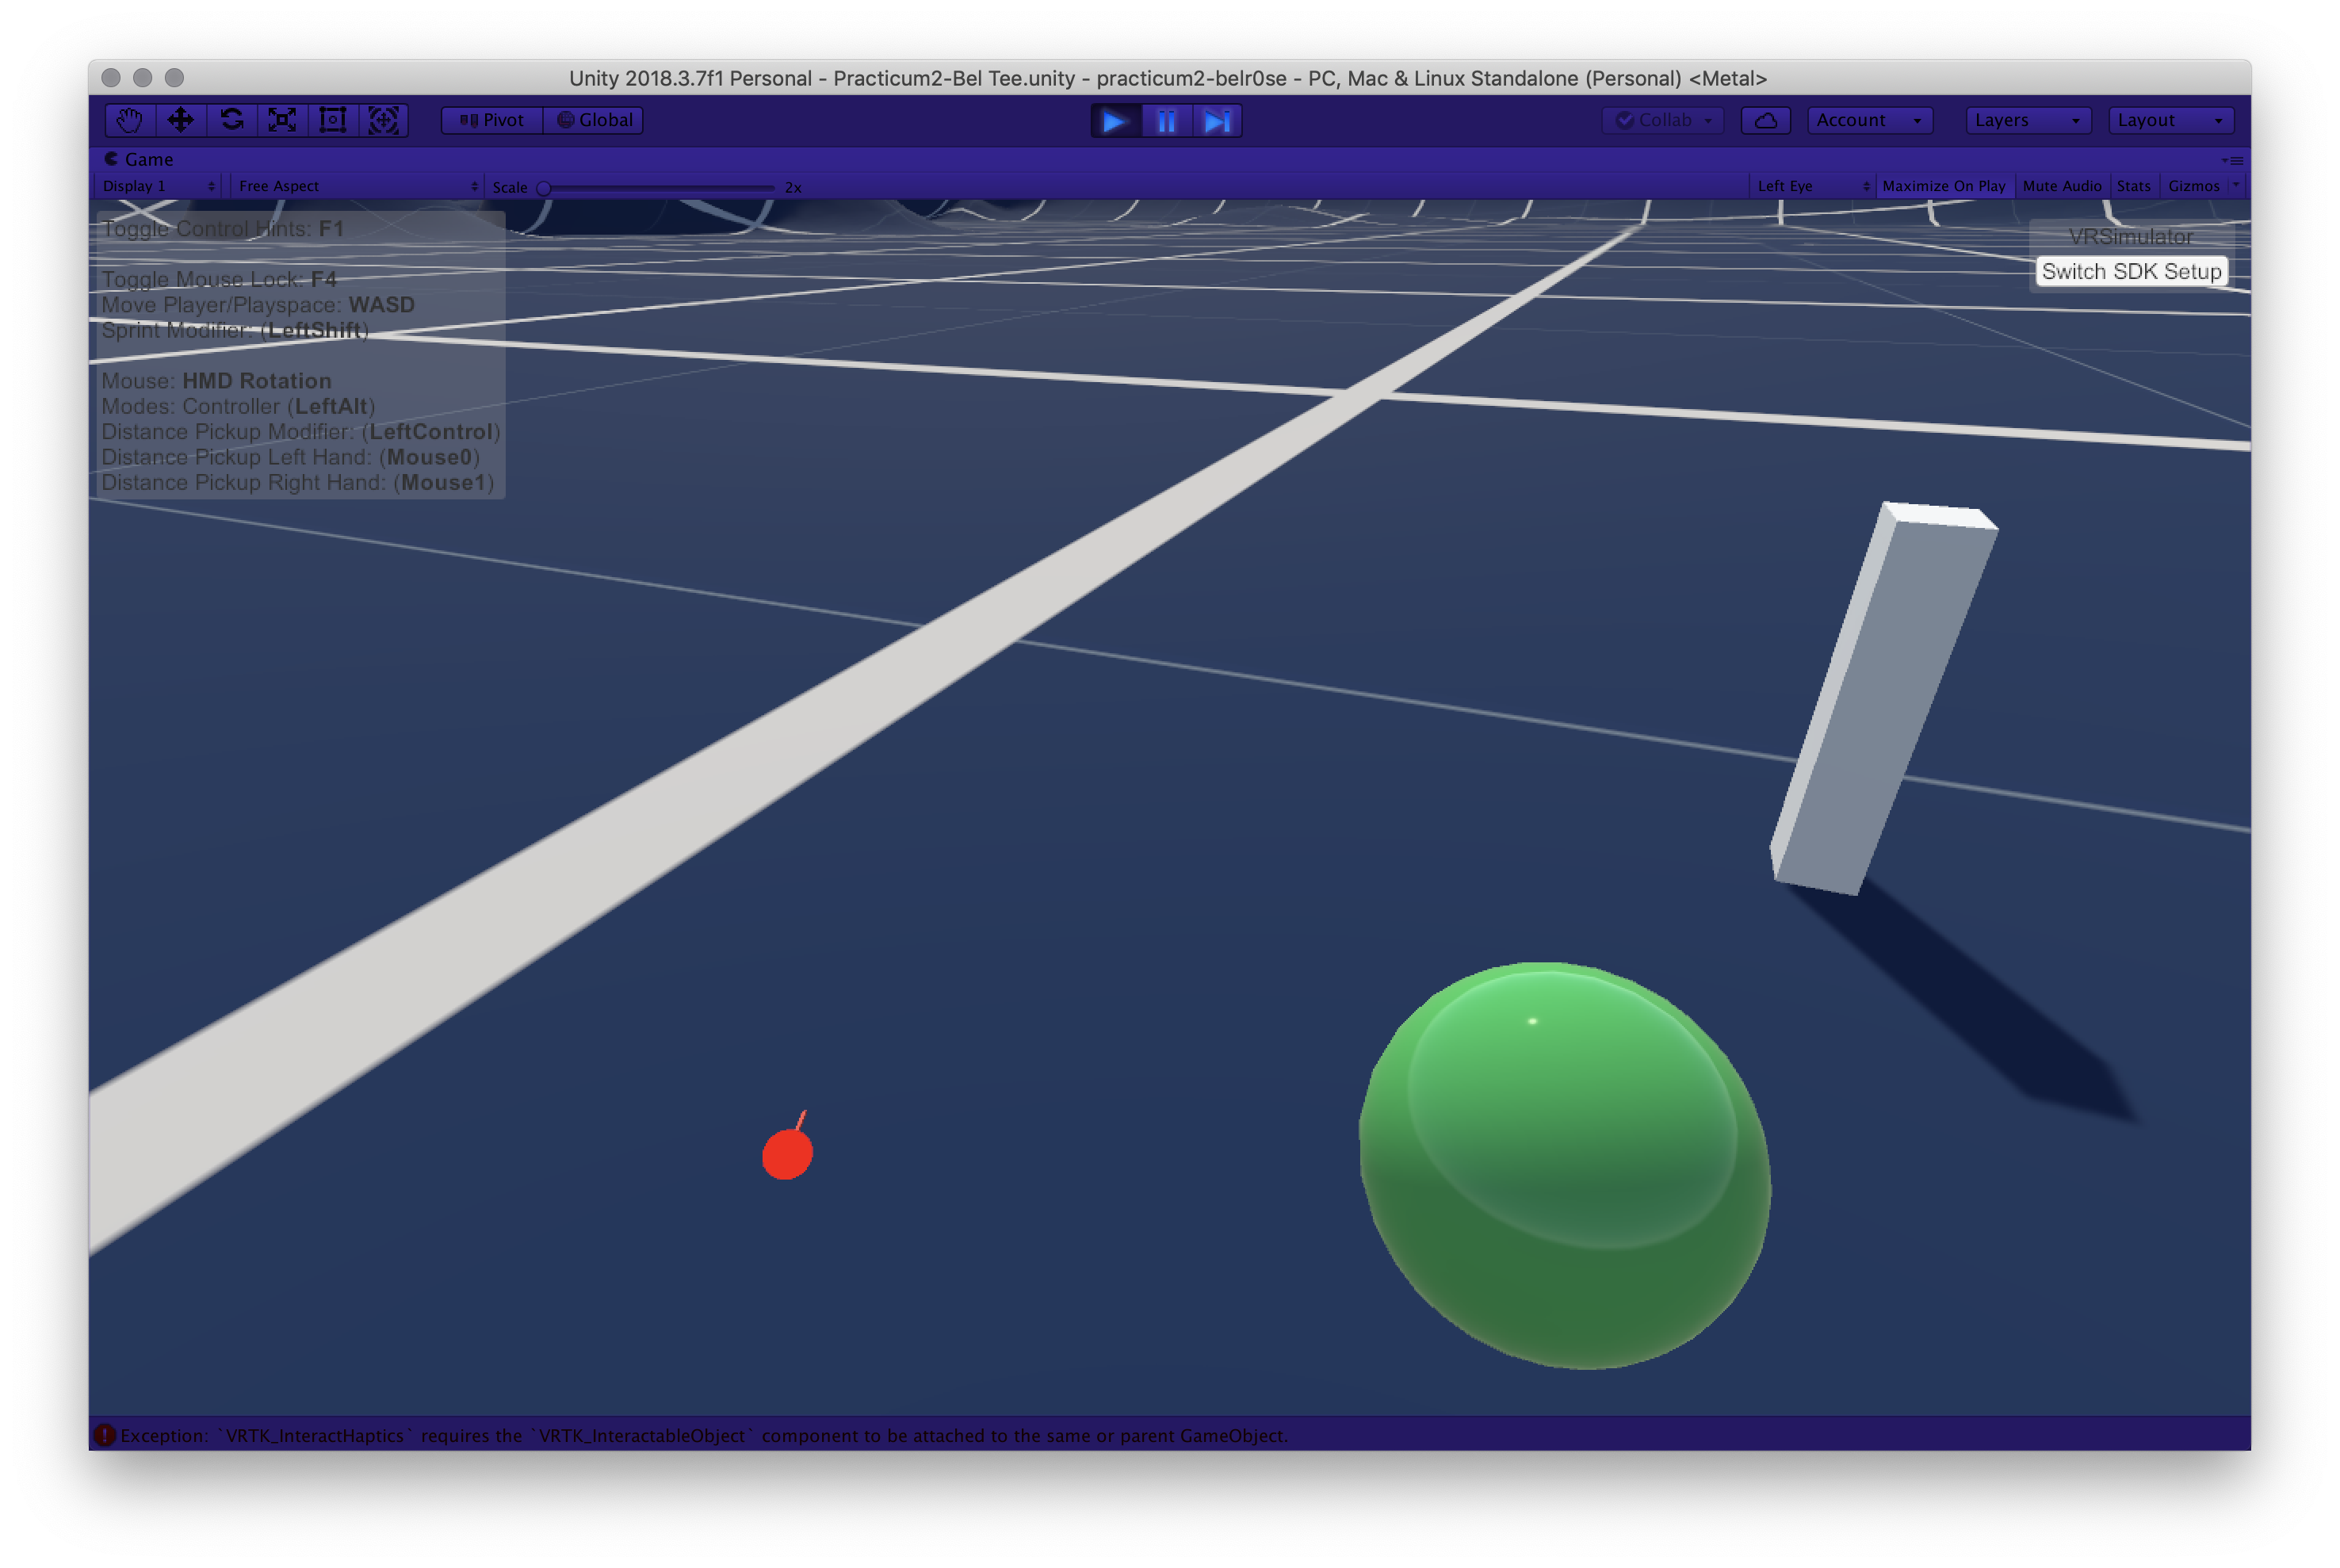 Unity 2018.3.7f1 Personal - Practicum2-Bel Tee.unity - practicum2-belr0se - PC, Mac & Linux Standalone (Personal) <Metal>
Pivot Global Collab Account Layers Layout
Game
Display 1 Free Aspect Scale 2x Left Eye Maximize On Play Mute Audio Stats Gizmos
Toggle Control Hints: F1
Toggle Mouse Lock: F4
Move Player/Playspace: WASD
Sprint Modifier: (LeftShift)
Mouse: HMD Rotation
Modes: Controller (LeftAlt)
Distance Pickup Modifier: (LeftControl)
Distance Pickup Left Hand: (Mouse0)
Distance Pickup Right Hand: (Mouse1)
VRSimulator
Switch SDK Setup
Exception: `VRTK_InteractHaptics` requires the `VRTK_InteractableObject` component to be attached to the same or parent GameObject.